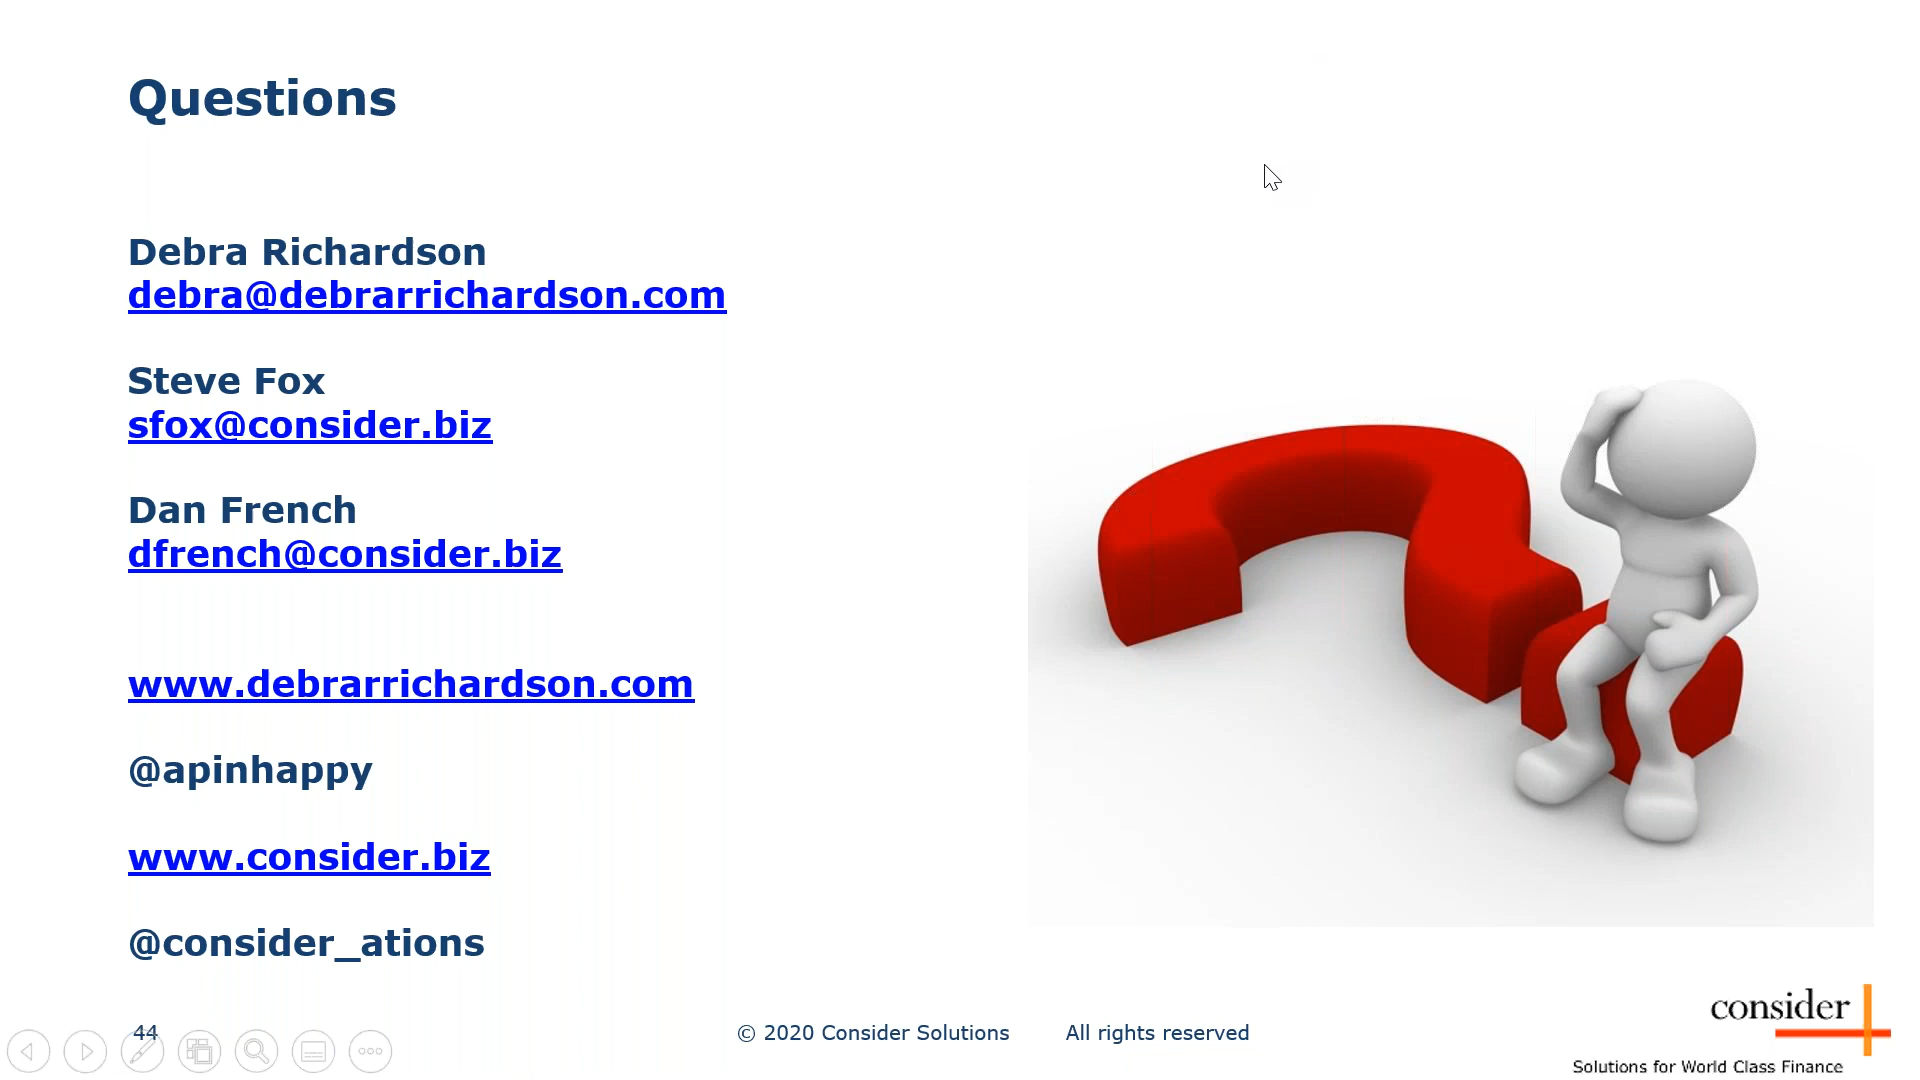 Questions
Debra Richardson
debra@debrarrichardson.com
Steve Fox
sfox@consider.biz
Dan French
dfrench@consider.biz
www.debrarrichardson.com
@apinhappy
www.consider.biz
@consider_ations
44
© 2020 Consider Solutions All rights reserved
consider
Solutions for World Class Finance